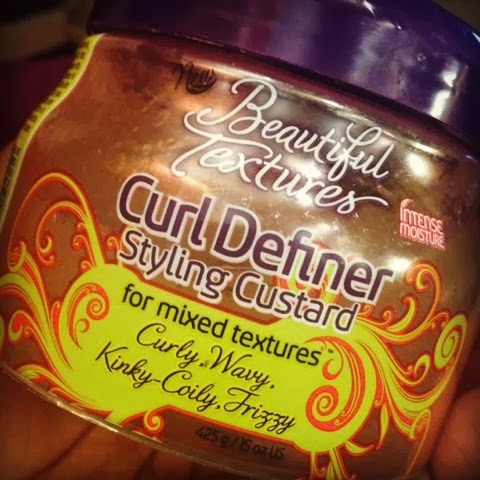 New
Beautiful
Textures
INTENSE
MOISTURE
Curl Definer
Styling Custard
for mixed textures™
Curly, Wavy,
Kinky-Coily, Frizzy
425 g / 15 oz US